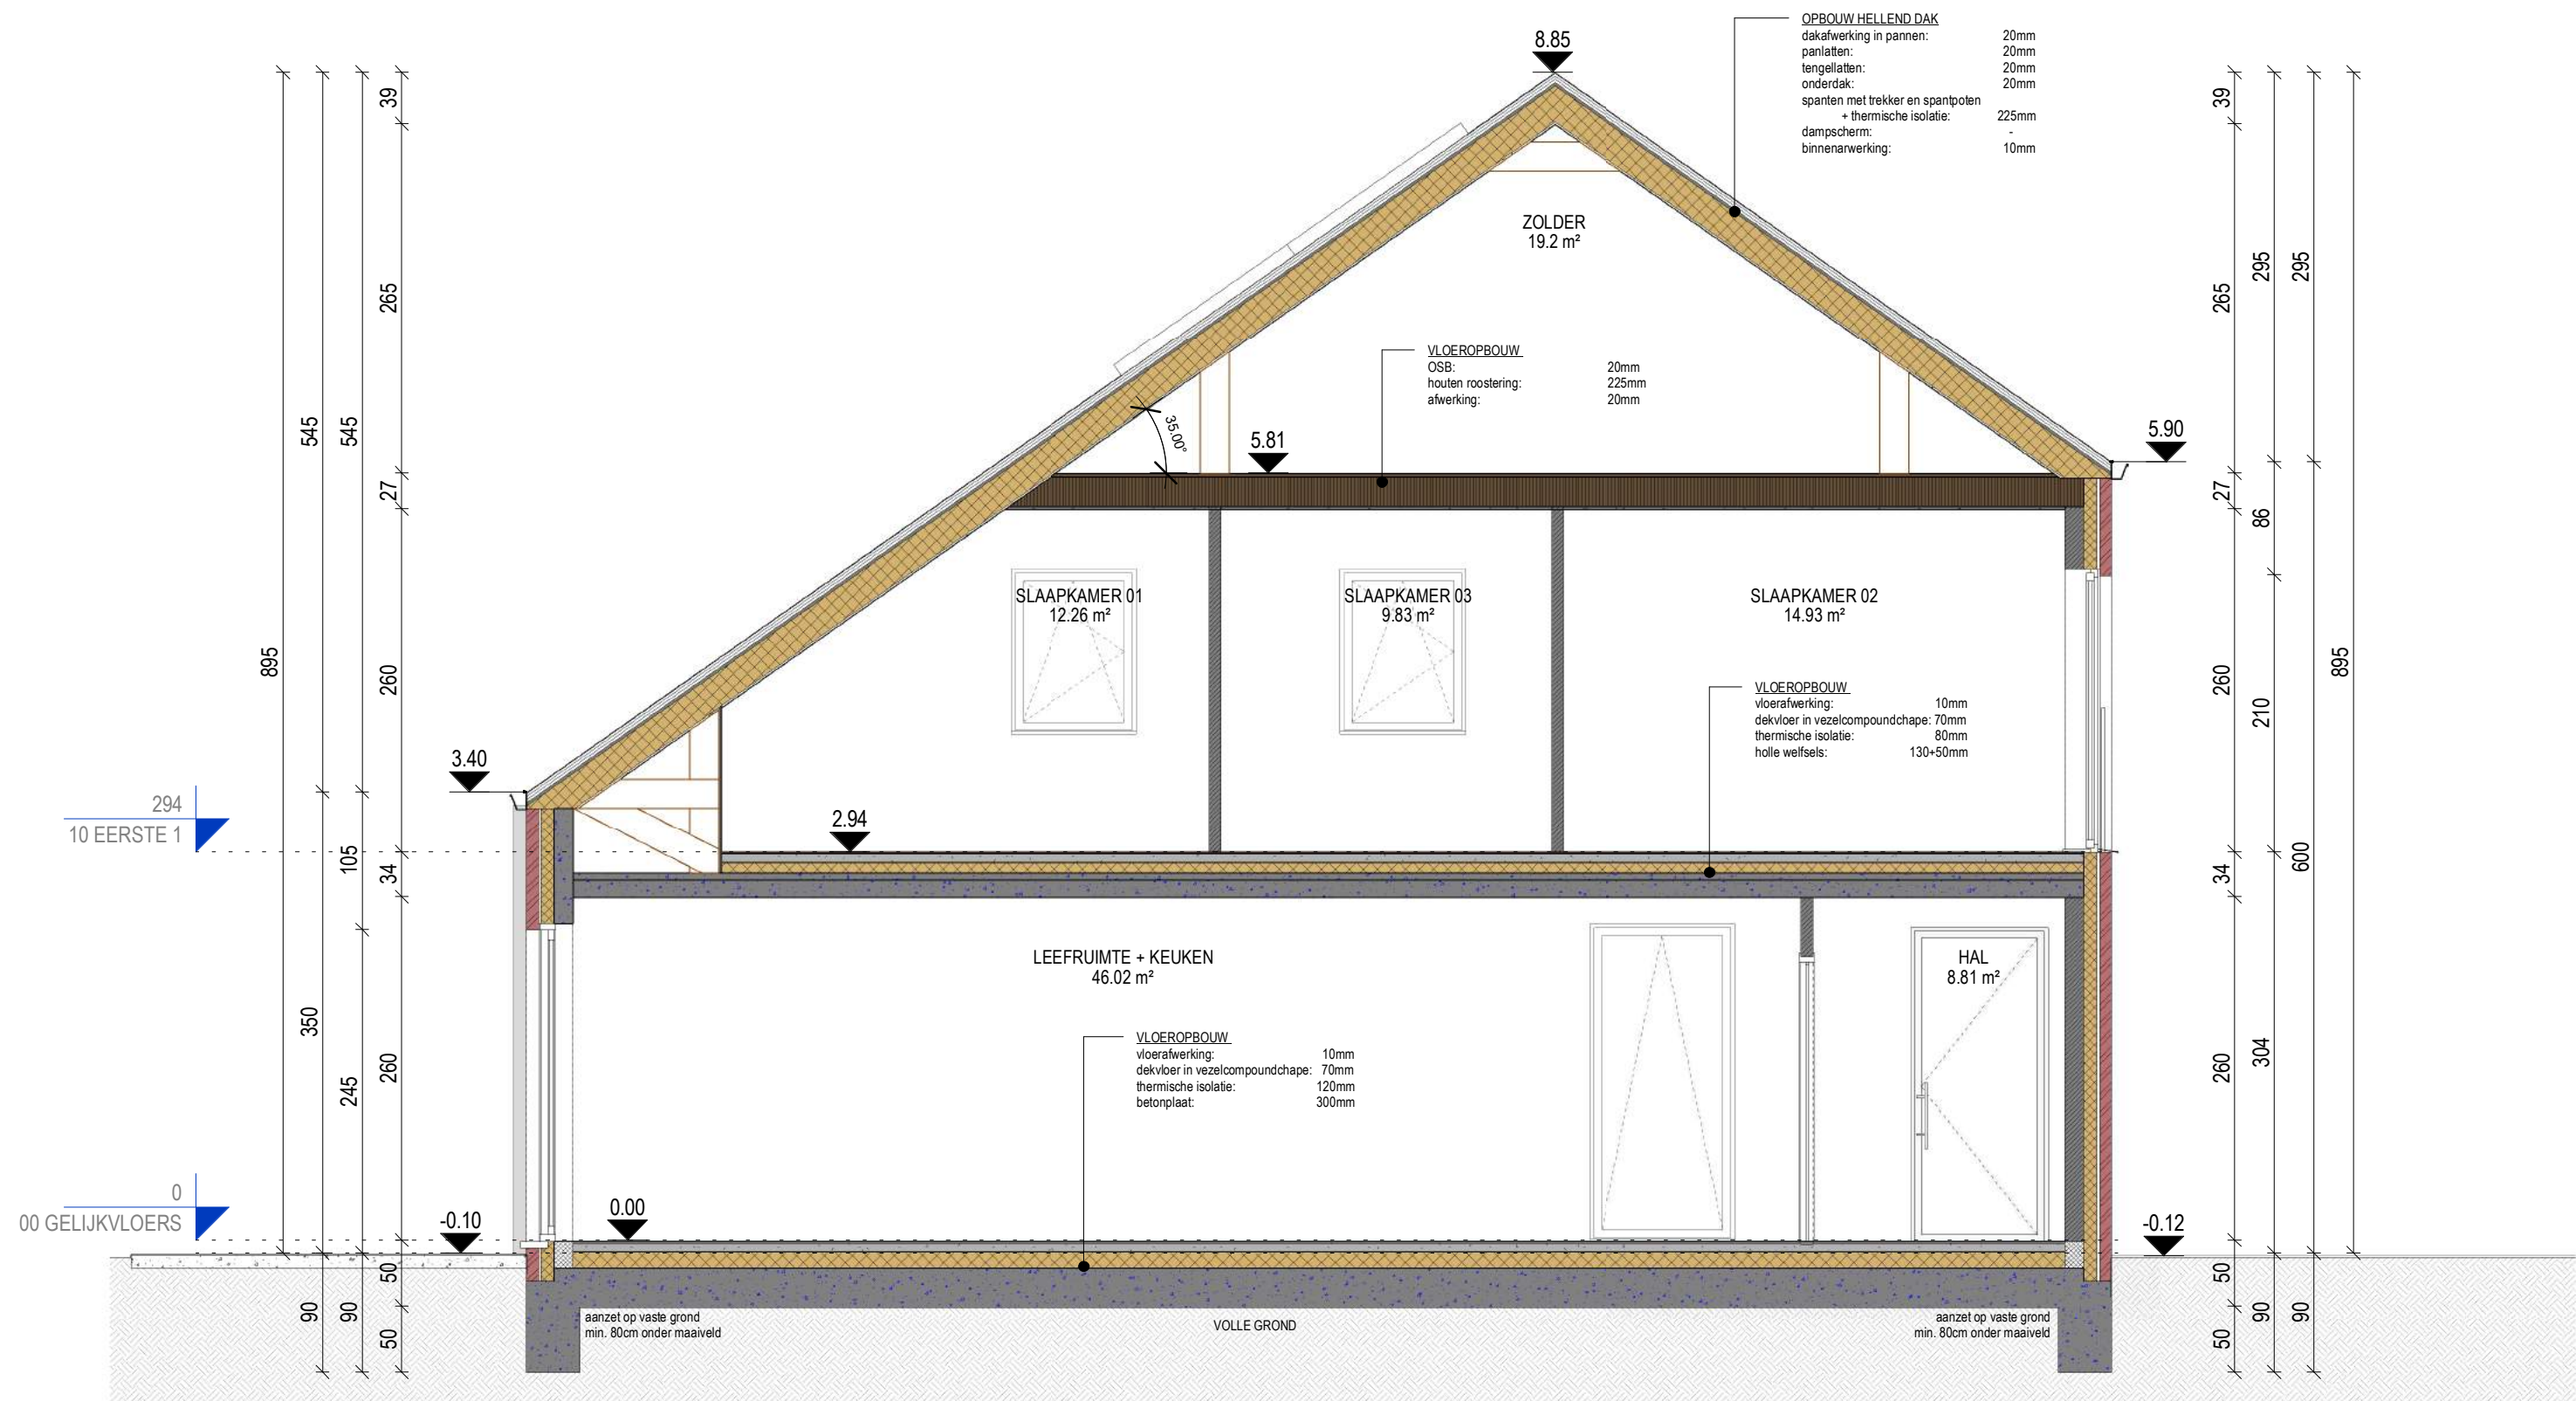 8.85
OPBOUW HELLEND DAK
dakafwerking in pannen: 20mm
panlatten: 20mm
tengellatten: 20mm
onderdak: 20mm
spanten met trekker en spantpoten
+ thermische isolatie: 225mm
dampscherm: -
binnenarwerking: 10mm
ZOLDER
19.2 m²
VLOEROPBOUW
OSB: 20mm
houten roostering: 225mm
afwerking: 20mm
35.00°
5.81
5.90
SLAAPKAMER 01
12.26 m²
SLAAPKAMER 03
9.83 m²
SLAAPKAMER 02
14.93 m²
VLOEROPBOUW
vloerafwerking: 10mm
dekvloer in vezelcompoundchape: 70mm
thermische isolatie: 80mm
holle welfsels: 130+50mm
3.40
294
10 EERSTE 1
2.94
LEEFRUIMTE + KEUKEN
46.02 m²
HAL
8.81 m²
VLOEROPBOUW
vloerafwerking: 10mm
dekvloer in vezelcompoundchape: 70mm
thermische isolatie: 120mm
betonplaat: 300mm
0
00 GELIJKVLOERS
-0.10
0.00
-0.12
aanzet op vaste grond
min. 80cm onder maaiveld
VOLLE GROND
aanzet op vaste grond
min. 80cm onder maaiveld
895
545
350
90
545
105
245
90
39
265
27
260
34
260
50
50
39
265
27
260
34
260
50
50
295
86
210
304
90
295
600
90
895